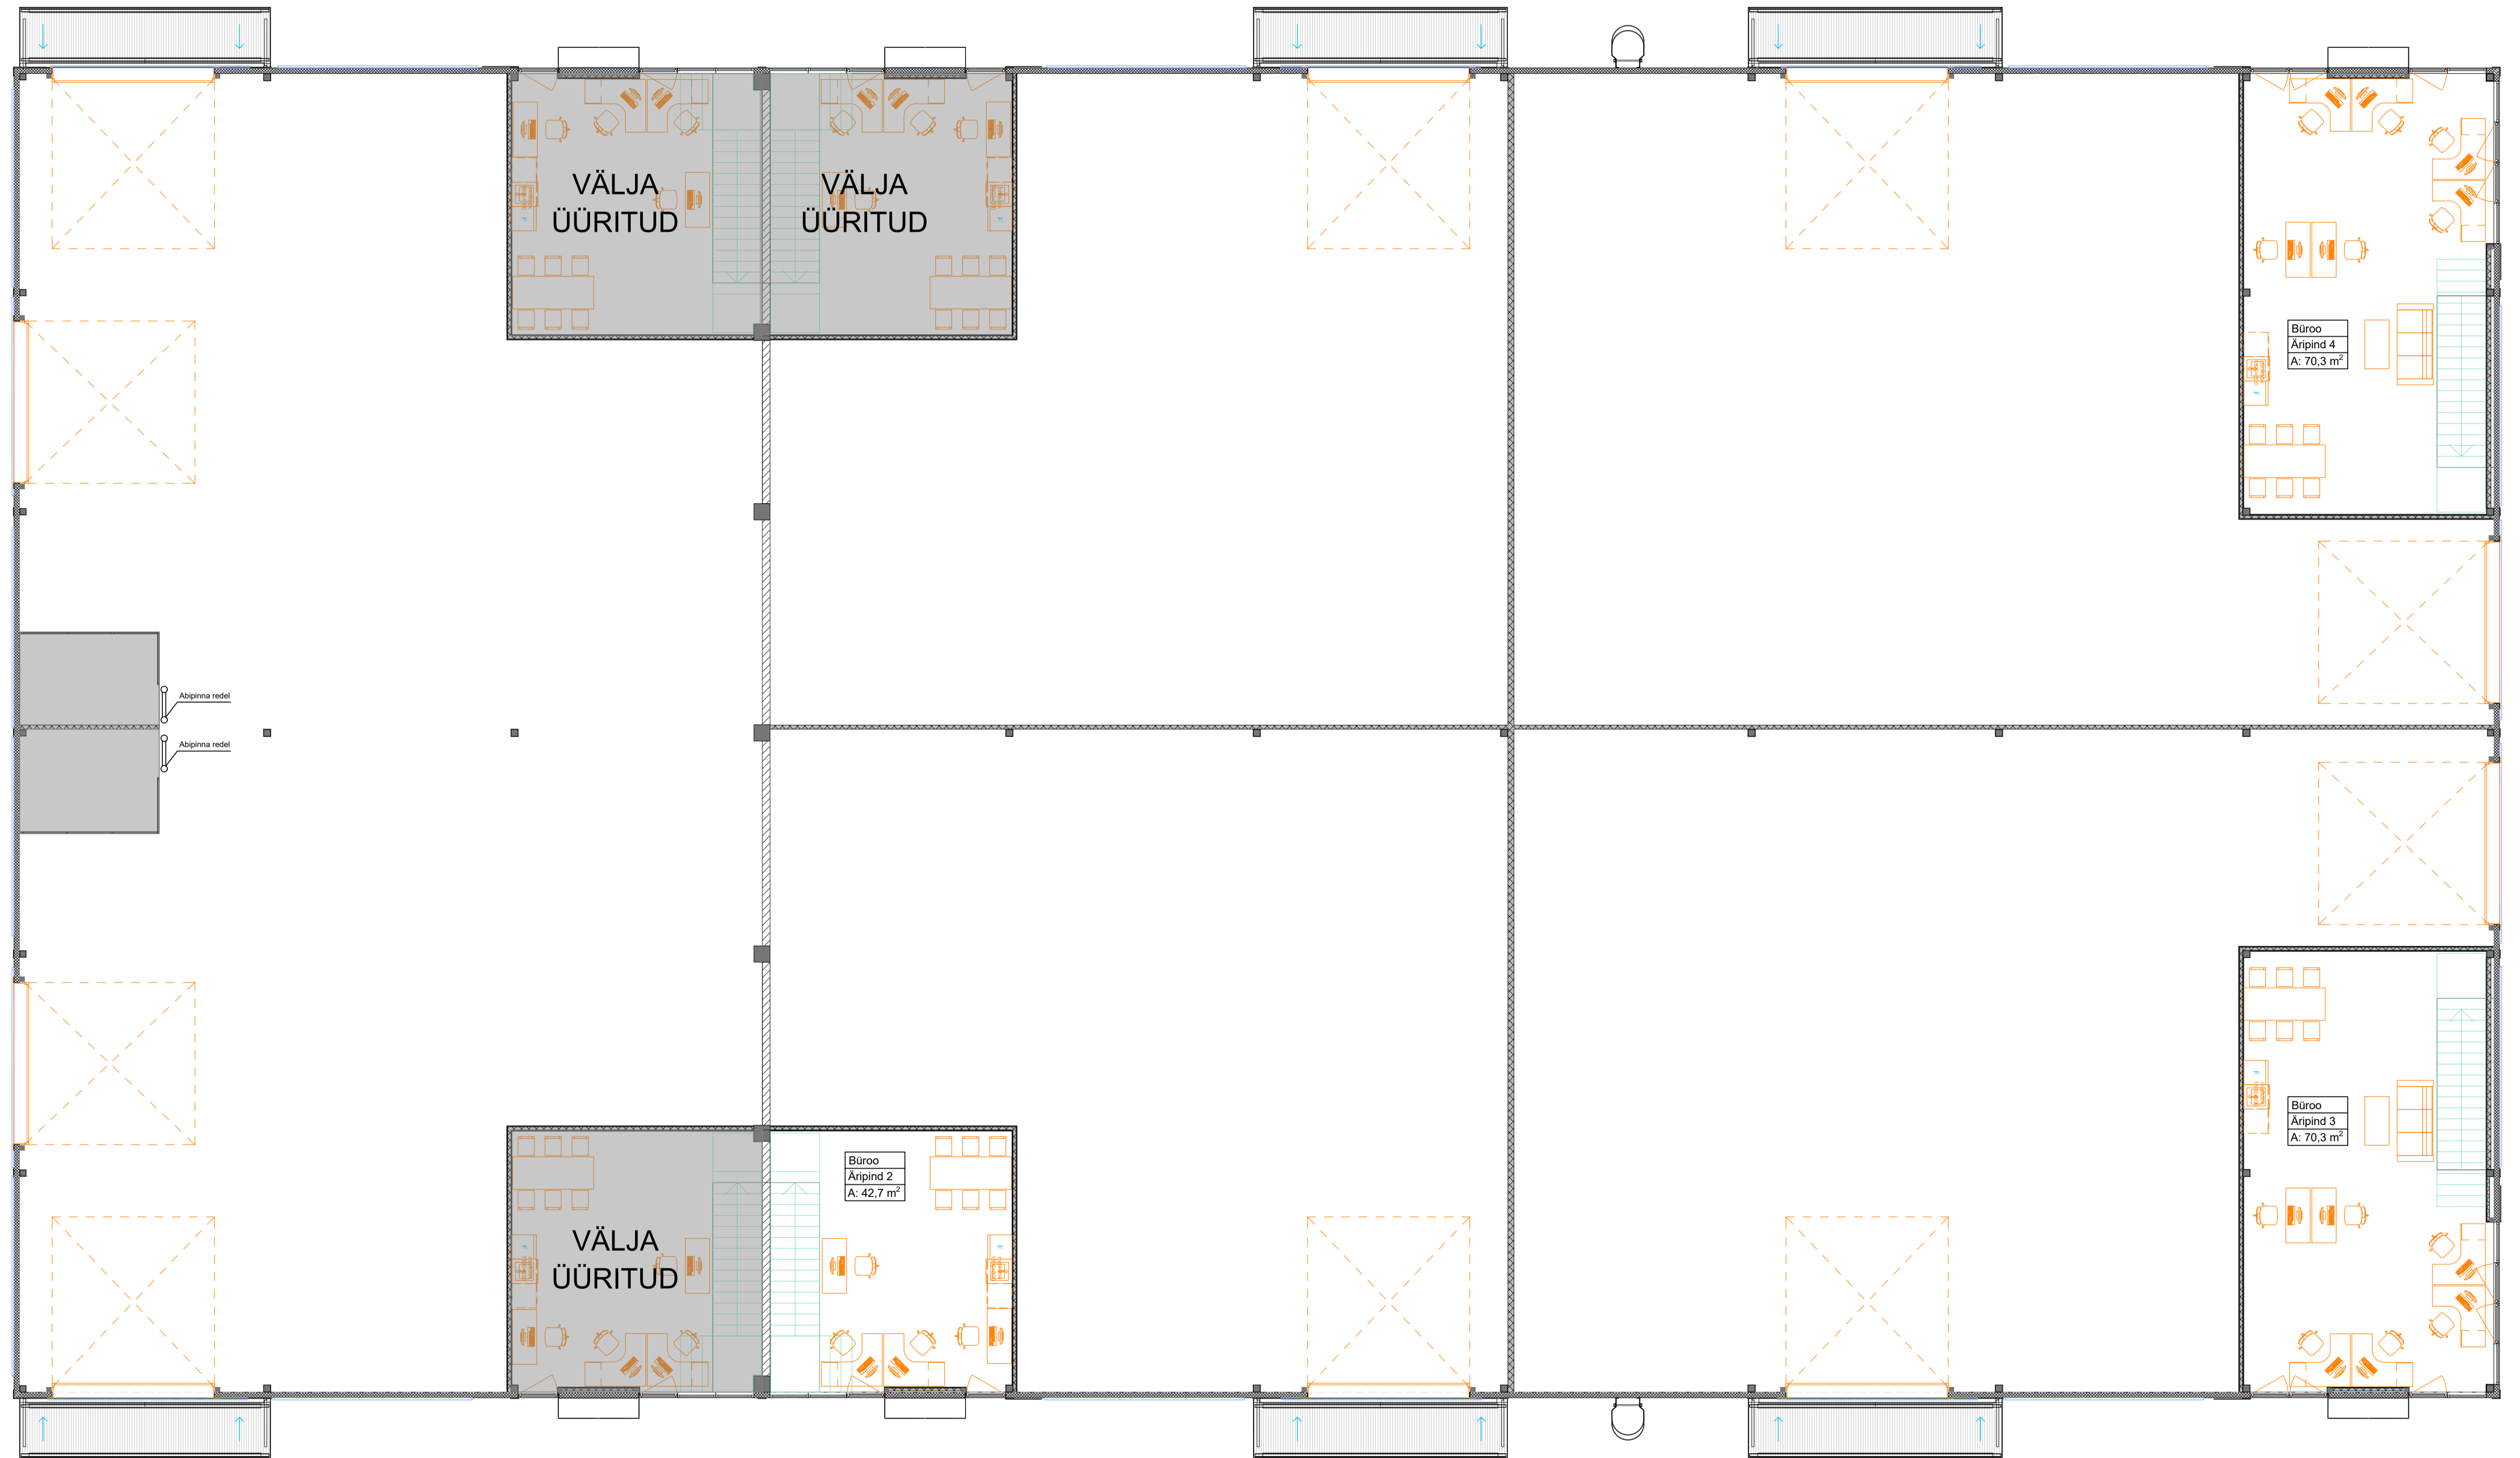 VÄLJA
ÜÜRITUD
VÄLJA
ÜÜRITUD
Büroo
Äripind 4
A: 70,3 m²
Abipinna redel
Abipinna redel
Büroo
Äripind 3
A: 70,3 m²
Büroo
Äripind 2
A: 42,7 m²
VÄLJA
ÜÜRITUD